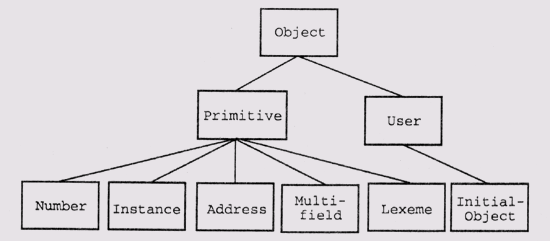 Object
Primitive
User
Number
Instance
Address
Multi-
field
Lexeme
Initial-
Object